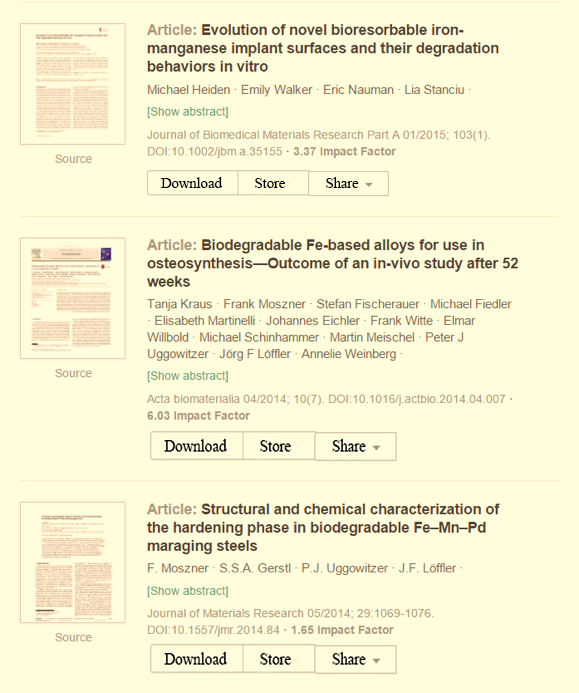 Article: Evolution of novel bioresorbable iron-
manganese implant surfaces and their degradation
behaviors in vitro
Michael Heiden · Emily Walker · Eric Nauman · Lia Stanciu ·
[Show abstract]
Journal of Biomedical Materials Research Part A 01/2015; 103(1).
DOI:10.1002/jbm.a.35155 · 3.37 Impact Factor
Source
Download Store Share
Article: Biodegradable Fe-based alloys for use in
osteosynthesis—Outcome of an in-vivo study after 52
weeks
Tanja Kraus · Frank Moszner · Stefan Fischerauer · Michael Fiedler
· Elisabeth Martinelli · Johannes Eichler · Frank Witte · Elmar
Willbold · Michael Schinhammer · Martin Meischel · Peter J
Uggowitzer · Jörg F Löffler · Annelie Weinberg ·
Source
[Show abstract]
Acta biomaterialia 04/2014; 10(7). DOI:10.1016/j.actbio.2014.04.007 ·
6.03 Impact Factor
Download Store Share
Article: Structural and chemical characterization of
the hardening phase in biodegradable Fe–Mn–Pd
maraging steels
F. Moszner · S.S.A. Gerstl · P.J. Uggowitzer · J.F. Löffler ·
[Show abstract]
Journal of Materials Research 05/2014; 29:1069-1076.
DOI:10.1557/jmr.2014.84 · 1.65 Impact Factor
Source
Download Store Share